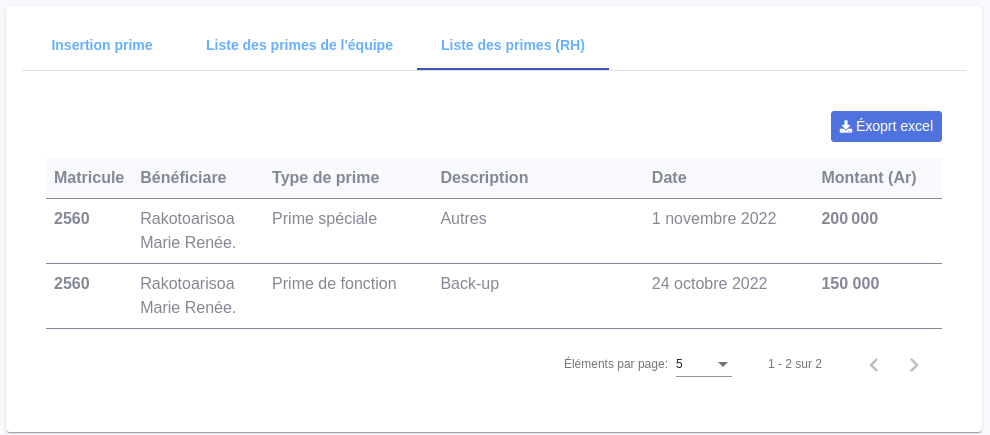 Insertion prime Liste des primes de l'équipe Liste des primes (RH)
Éxoprt excel
Matricule Bénéficiare Type de prime Description Date Montant (Ar)
2560 Rakotoarisoa Prime spéciale Autres 1 novembre 2022 200 000
Marie Renée.
2560 Rakotoarisoa Prime de fonction Back-up 24 octobre 2022 150 000
Marie Renée.
Éléments par page: 5 1 - 2 sur 2